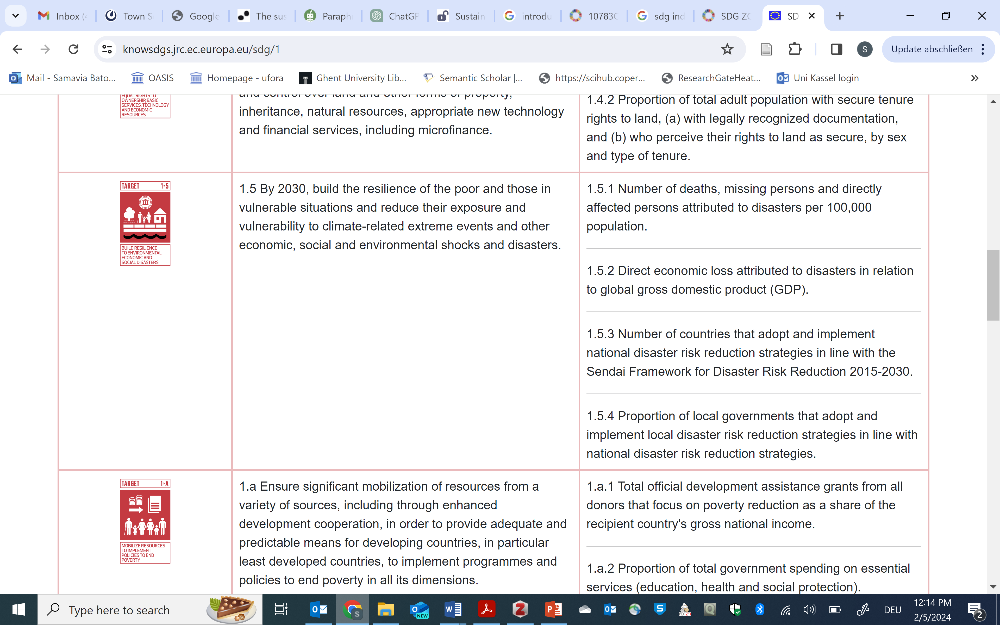 Inbox (
Town S
Google
The sus
Paraph
ChatGP
Sustain
introdu
10783
sdg ind
SDG ZC
SD
knowsdgs.jrc.ec.europa.eu/sdg/1
S
Update abschließen
Mail - Samavia Bato...
OASIS
Homepage - ufora
Ghent University Lib...
Semantic Scholar |...
https://scihub.coper...
ResearchGateHeat...
Uni Kassel login
EQUAL RIGHTS TO
OWNERSHIP, BASIC
SERVICES, TECHNOLOGY
AND ECONOMIC
RESOURCES
and control over land and other forms of property,
inheritance, natural resources, appropriate new technology
and financial services, including microfinance.
1.4.2 Proportion of total adult population with secure tenure
rights to land, (a) with legally recognized documentation,
and (b) who perceive their rights to land as secure, by sex
and type of tenure.
TARGET 1·5
BUILD RESILIENCE
TO ENVIRONMENTAL,
ECONOMIC AND
SOCIAL DISASTERS
1.5 By 2030, build the resilience of the poor and those in
vulnerable situations and reduce their exposure and
vulnerability to climate-related extreme events and other
economic, social and environmental shocks and disasters.
1.5.1 Number of deaths, missing persons and directly
affected persons attributed to disasters per 100,000
population.
1.5.2 Direct economic loss attributed to disasters in relation
to global gross domestic product (GDP).
1.5.3 Number of countries that adopt and implement
national disaster risk reduction strategies in line with the
Sendai Framework for Disaster Risk Reduction 2015-2030.
1.5.4 Proportion of local governments that adopt and
implement local disaster risk reduction strategies in line with
national disaster risk reduction strategies.
TARGET 1·A
MOBILIZE RESOURCES
TO IMPLEMENT
POLICIES TO END
POVERTY
1.a Ensure significant mobilization of resources from a
variety of sources, including through enhanced
development cooperation, in order to provide adequate and
predictable means for developing countries, in particular
least developed countries, to implement programmes and
policies to end poverty in all its dimensions.
1.a.1 Total official development assistance grants from all
donors that focus on poverty reduction as a share of the
recipient country's gross national income.
1.a.2 Proportion of total government spending on essential
services (education, health and social protection).
Type here to search
NEW
PDF24
DEU
12:14 PM
2/5/2024
2